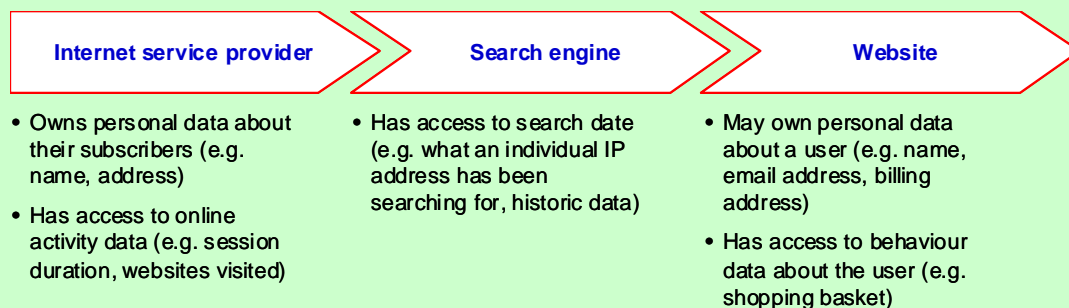 Internet service provider
• Owns personal data about
their subscribers (e.g.
name, address)
• Has access to online
activity data (e.g. session
duration, websites visited)
Search engine
• Has access to search date
(e.g. what an individual IP
address has been
searching for, historic data)
Website
• May own personal data
about a user (e.g. name,
email address, billing
address)
• Has access to behaviour
data about the user (e.g.
shopping basket)